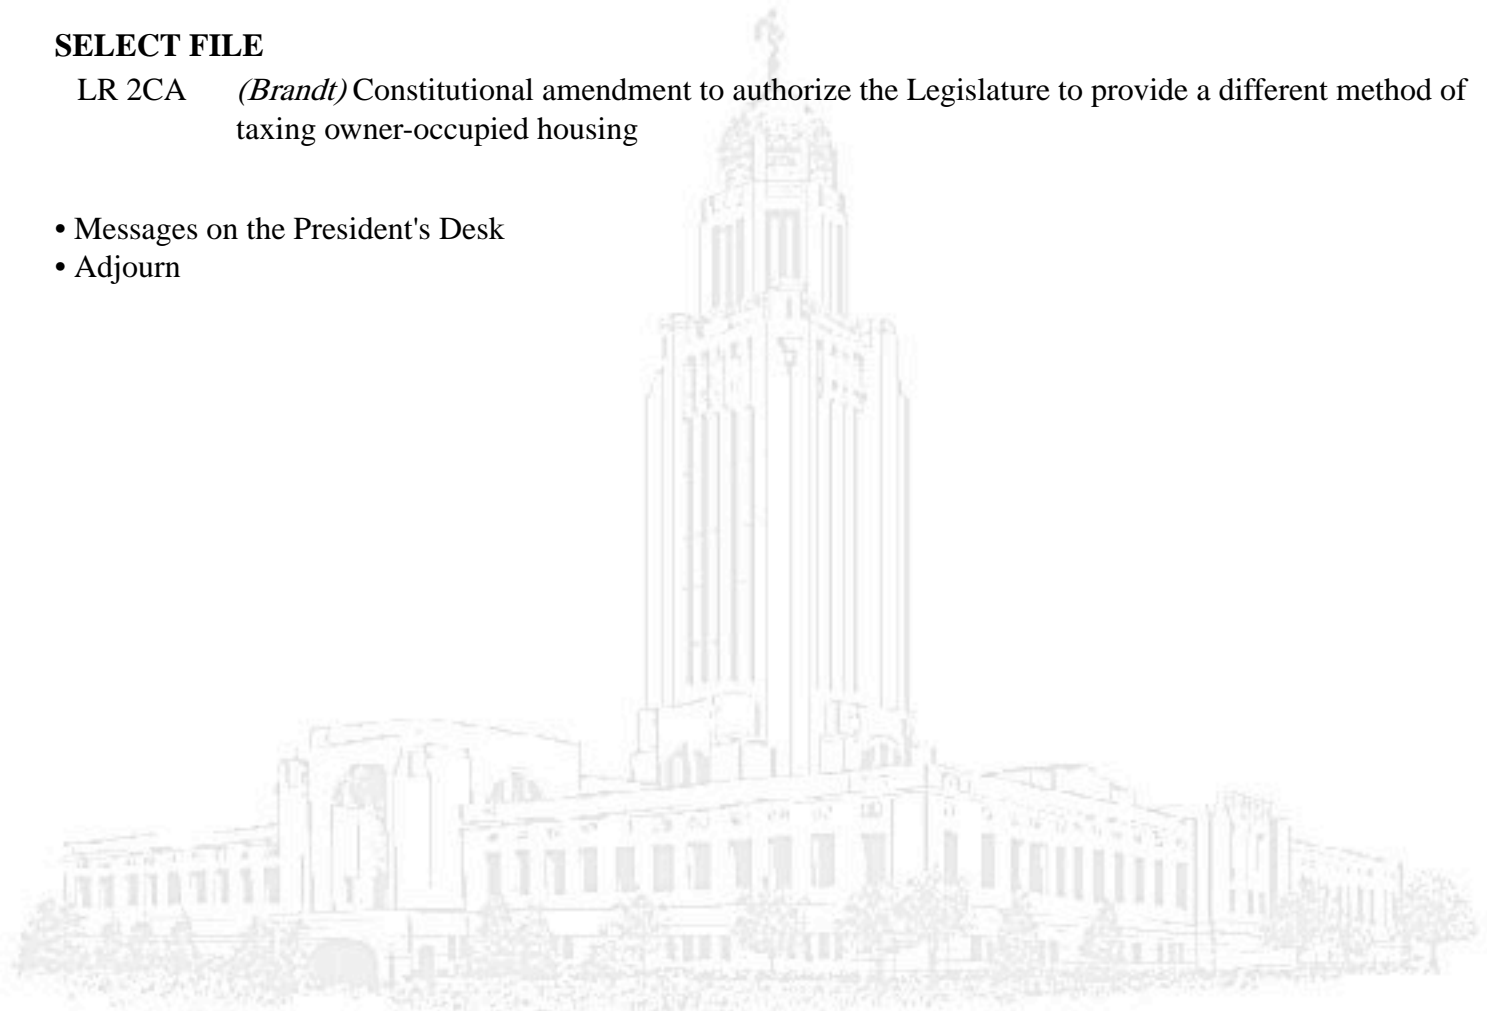 SELECT FILE
LR 2CA (Brandt) Constitutional amendment to authorize the Legislature to provide a different method of
taxing owner-occupied housing
• Messages on the President's Desk
• Adjourn